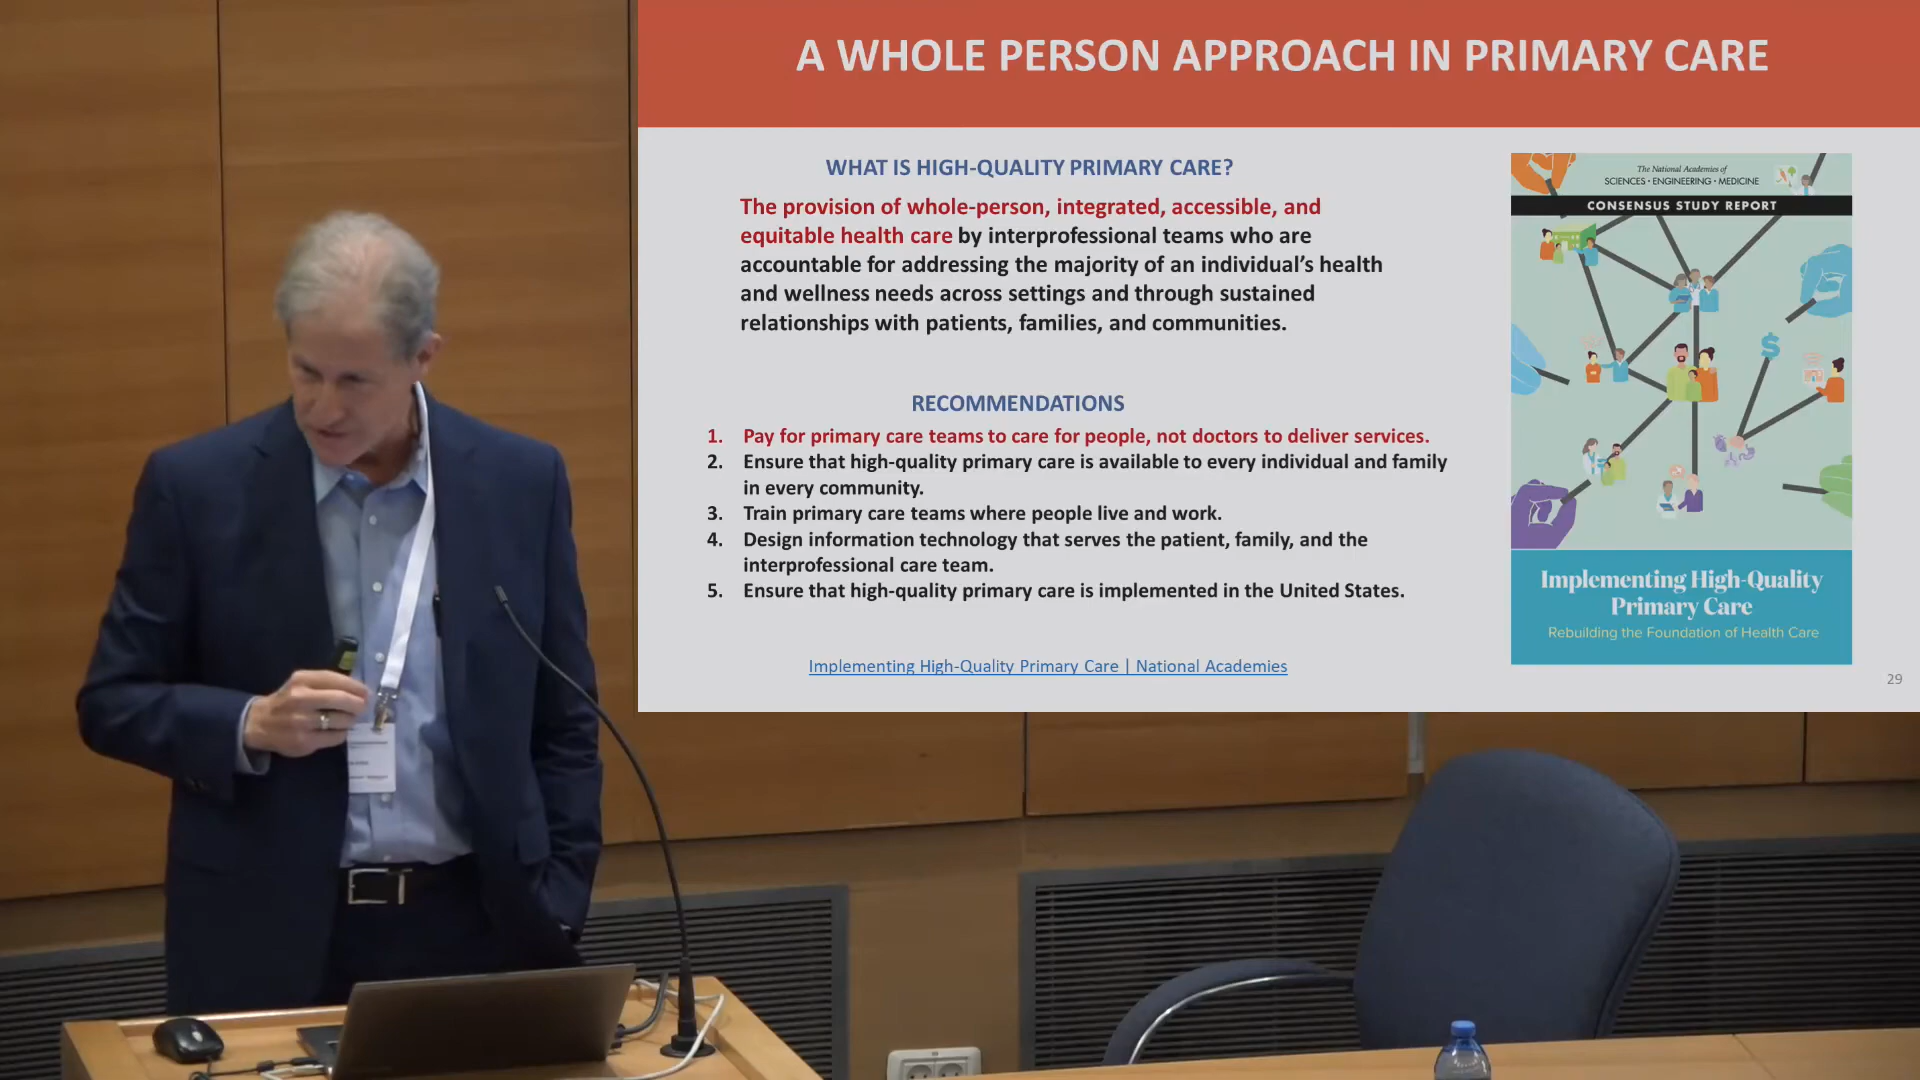 A WHOLE PERSON APPROACH IN PRIMARY CARE
WHAT IS HIGH-QUALITY PRIMARY CARE?
The provision of whole-person, integrated, accessible, and
equitable health care by interprofessional teams who are
accountable for addressing the majority of an individual’s health
and wellness needs across settings and through sustained
relationships with patients, families, and communities.
RECOMMENDATIONS
1. Pay for primary care teams to care for people, not doctors to deliver services.
2. Ensure that high-quality primary care is available to every individual and family
in every community.
3. Train primary care teams where people live and work.
4. Design information technology that serves the patient, family, and the
interprofessional care team.
5. Ensure that high-quality primary care is implemented in the United States.
Implementing High-Quality Primary Care | National Academies
The National Academies of
SCIENCES • ENGINEERING • MEDICINE
CONSENSUS STUDY REPORT
$
Implementing High-Quality
Primary Care
Rebuilding the Foundation of Health Care
29